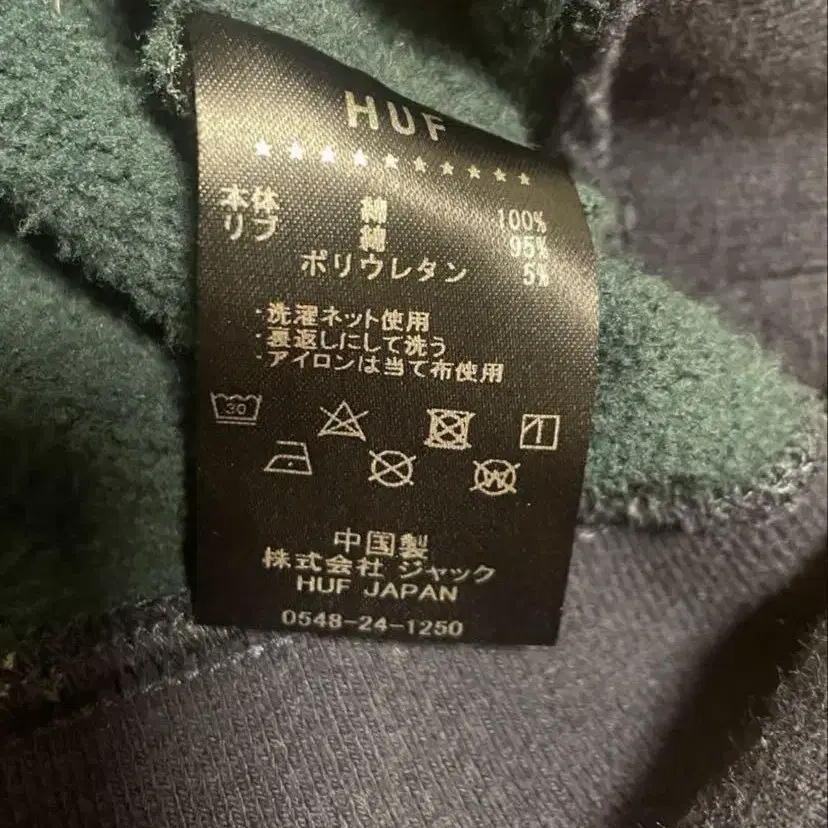 HUF
本体 綿 100%
リブ 綿 95%
ポリウレタン 5%
・洗濯ネット使用
・裏返しにして洗う
・アイロンは当て布使用
30
W
中国製
株式会社 ジャック
HUF JAPAN
0548-24-1250